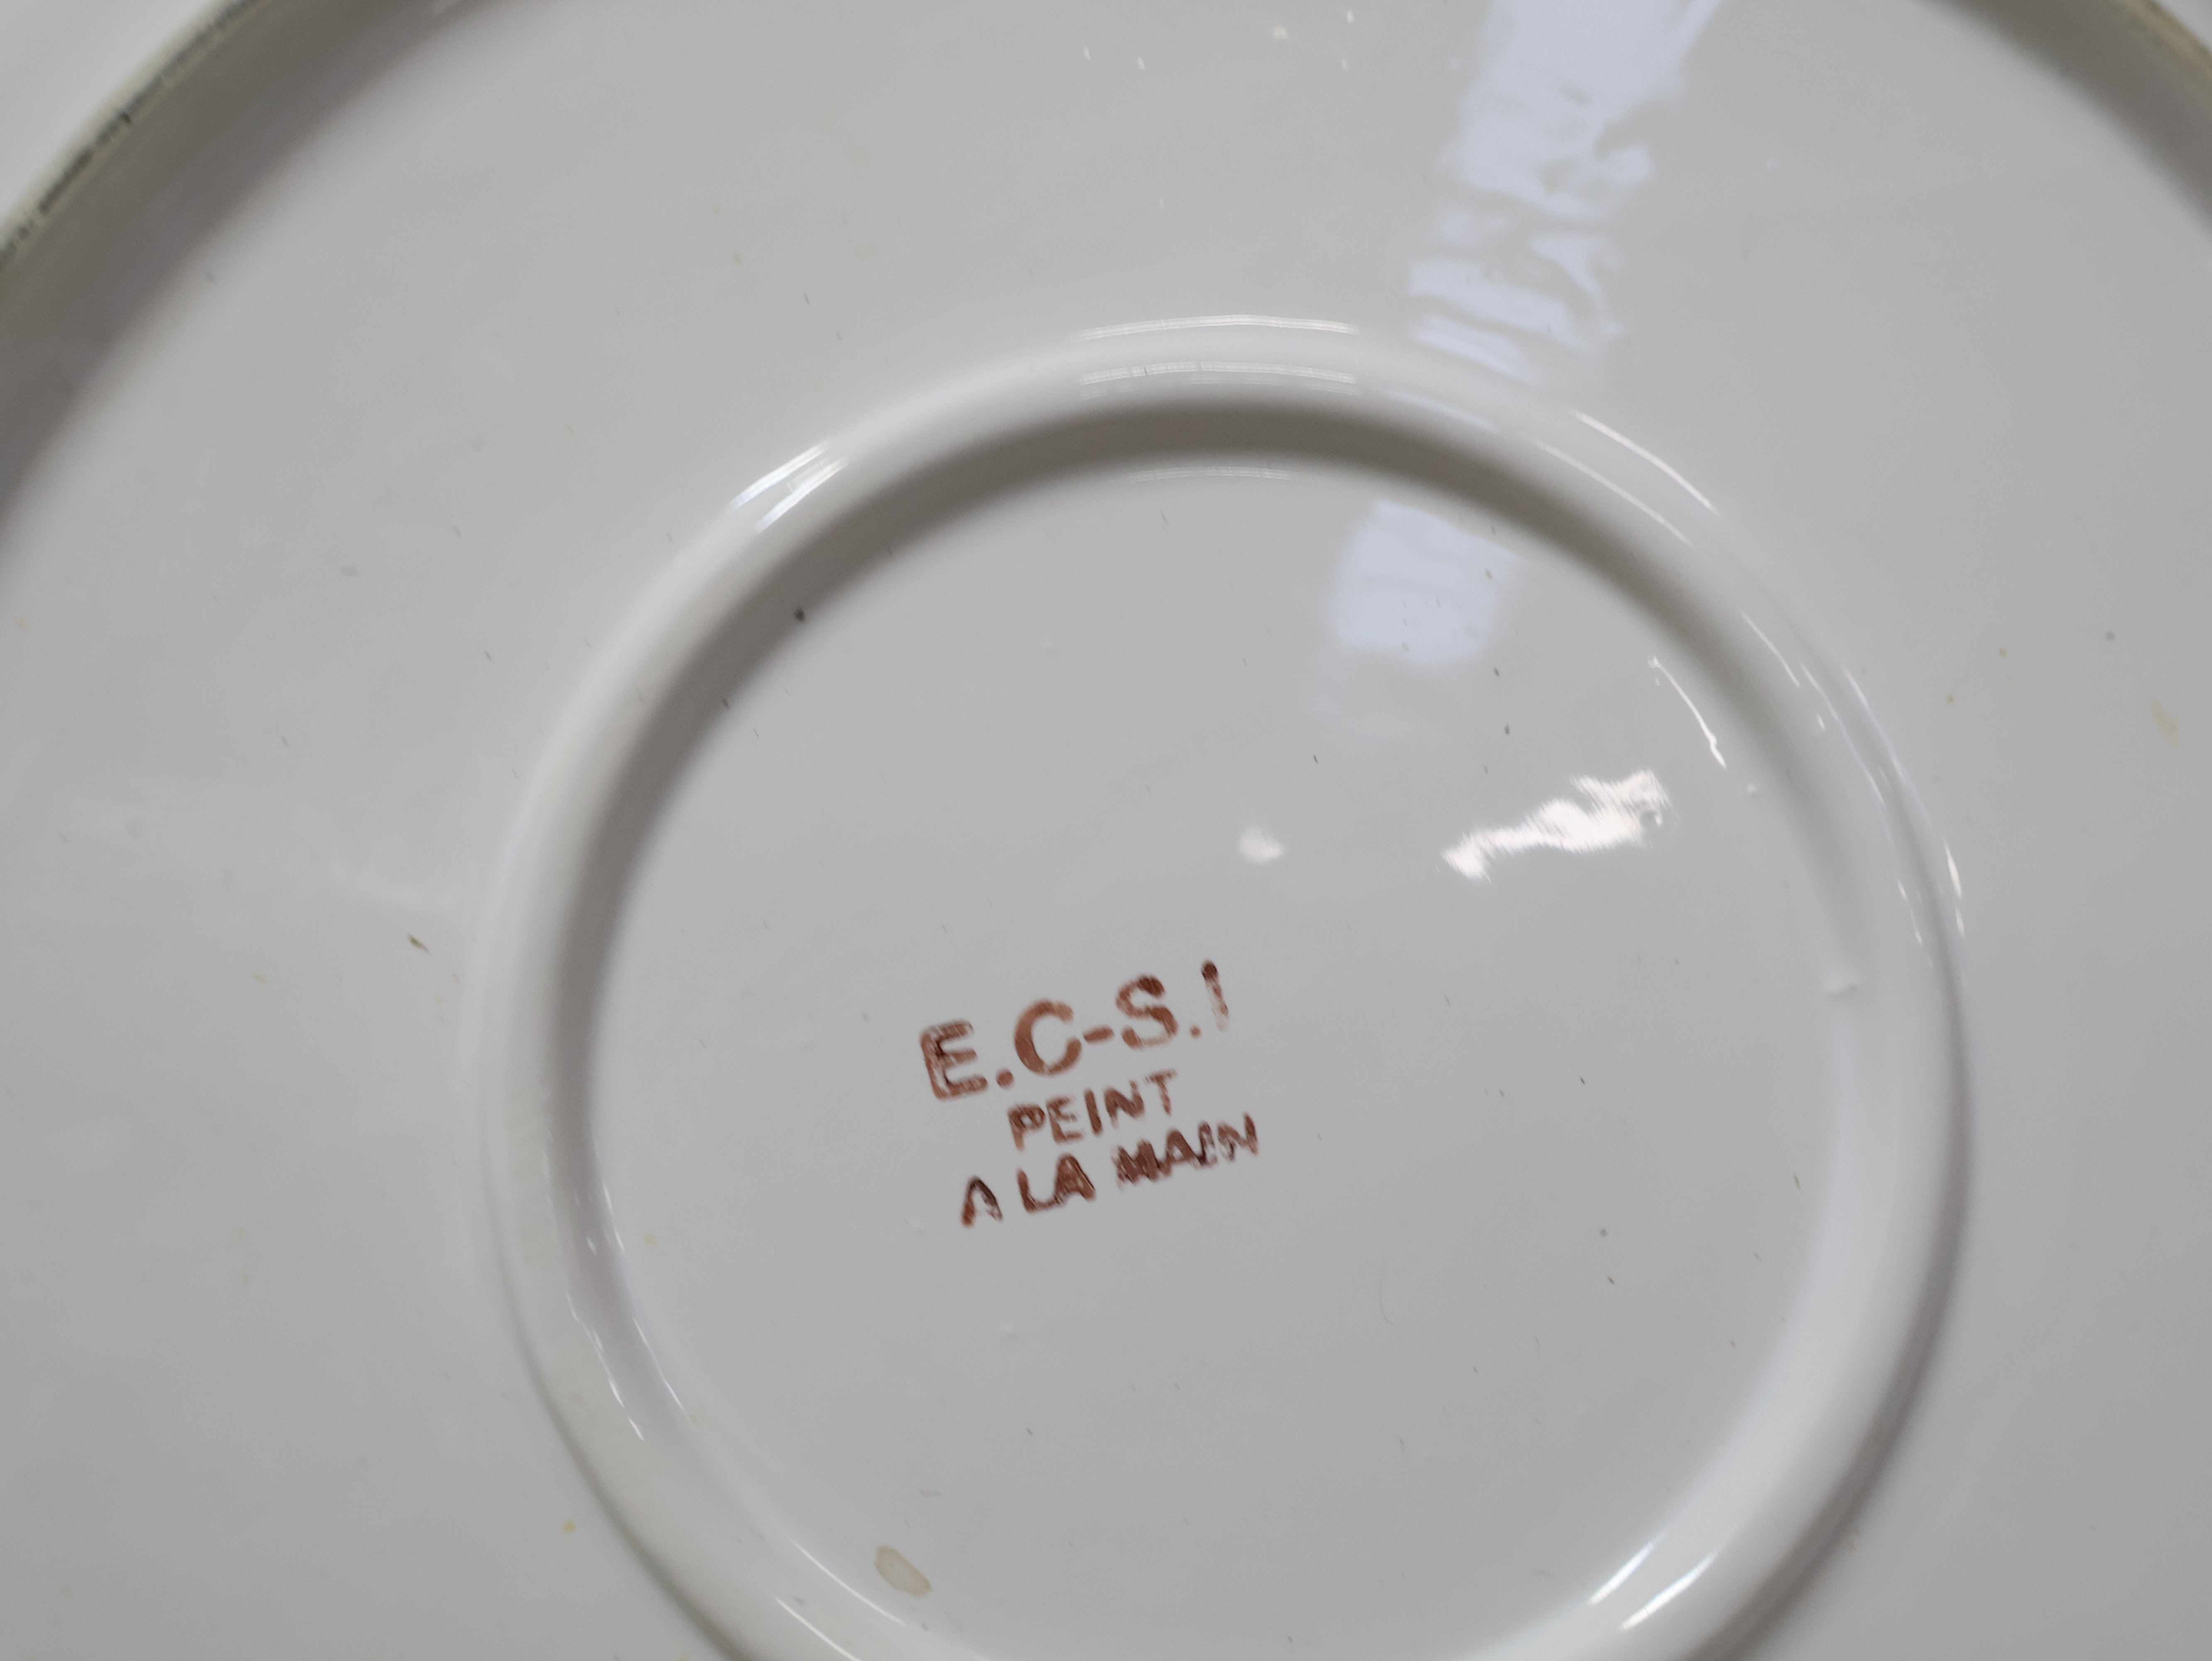 E.C-S.I
PEINT
A LA MAIN